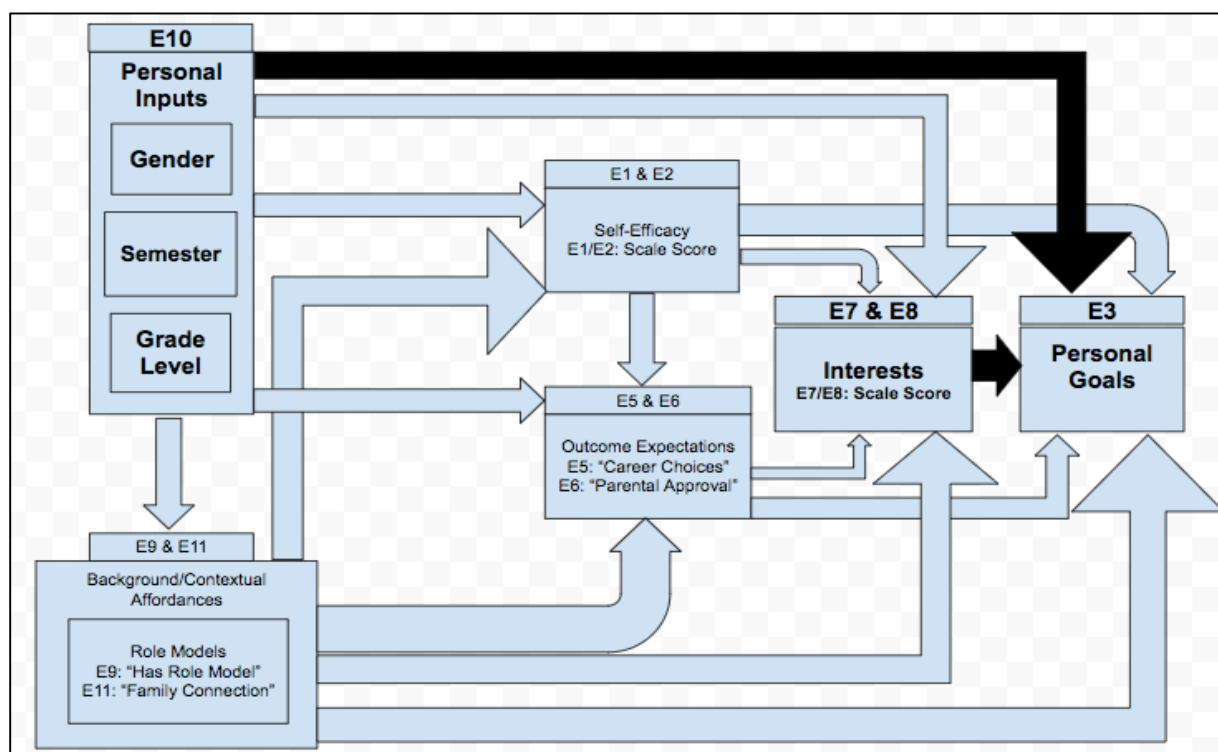 E10
Personal
Inputs
Gender
Semester
Grade
Level
E1 & E2
Self-Efficacy
E1/E2: Scale Score
E7 & E8
Interests
E7/E8: Scale Score
E3
Personal
Goals
E5 & E6
Outcome Expectations
E5: “Career Choices”
E6: “Parental Approval”
E9 & E11
Background/Contextual
Affordances
Role Models
E9: “Has Role Model”
E11: “Family Connection”